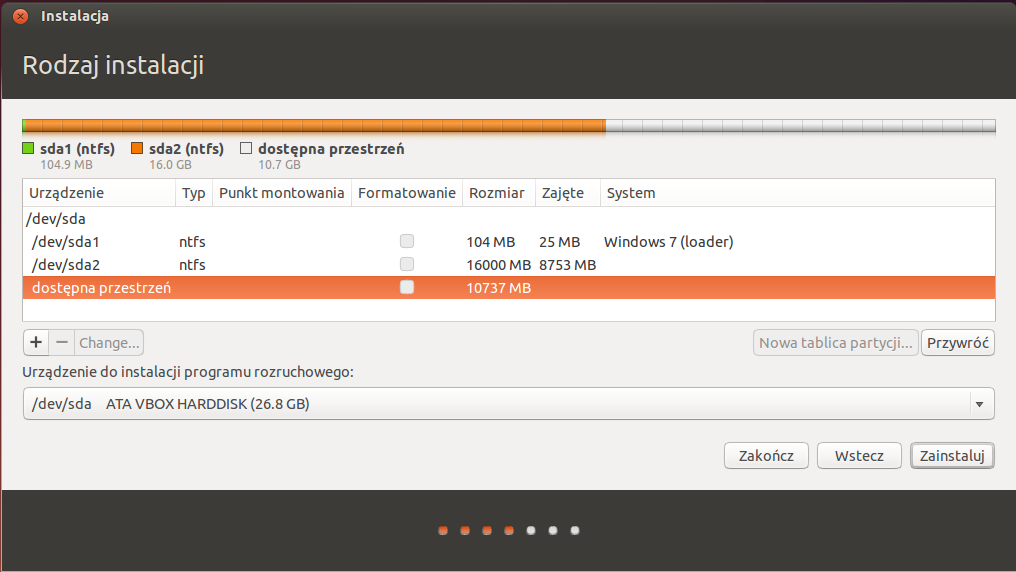 Instalacja
Rodzaj instalacji
sda1 (ntfs) sda2 (ntfs) dostępna przestrzeń
104.9 MB 16.0 GB 10.7 GB
Urządzenie Typ Punkt montowania Formatowanie Rozmiar Zajęte System
/dev/sda
/dev/sda1 ntfs 104 MB 25 MB Windows 7 (loader)
/dev/sda2 ntfs 16000 MB 8753 MB
dostępna przestrzeń 10737 MB
+ − Change... Nowa tablica partycji... Przywróć
Urządzenie do instalacji programu rozruchowego:
/dev/sda ATA VBOX HARDDISK (26.8 GB)
Zakończ Wstecz Zainstaluj